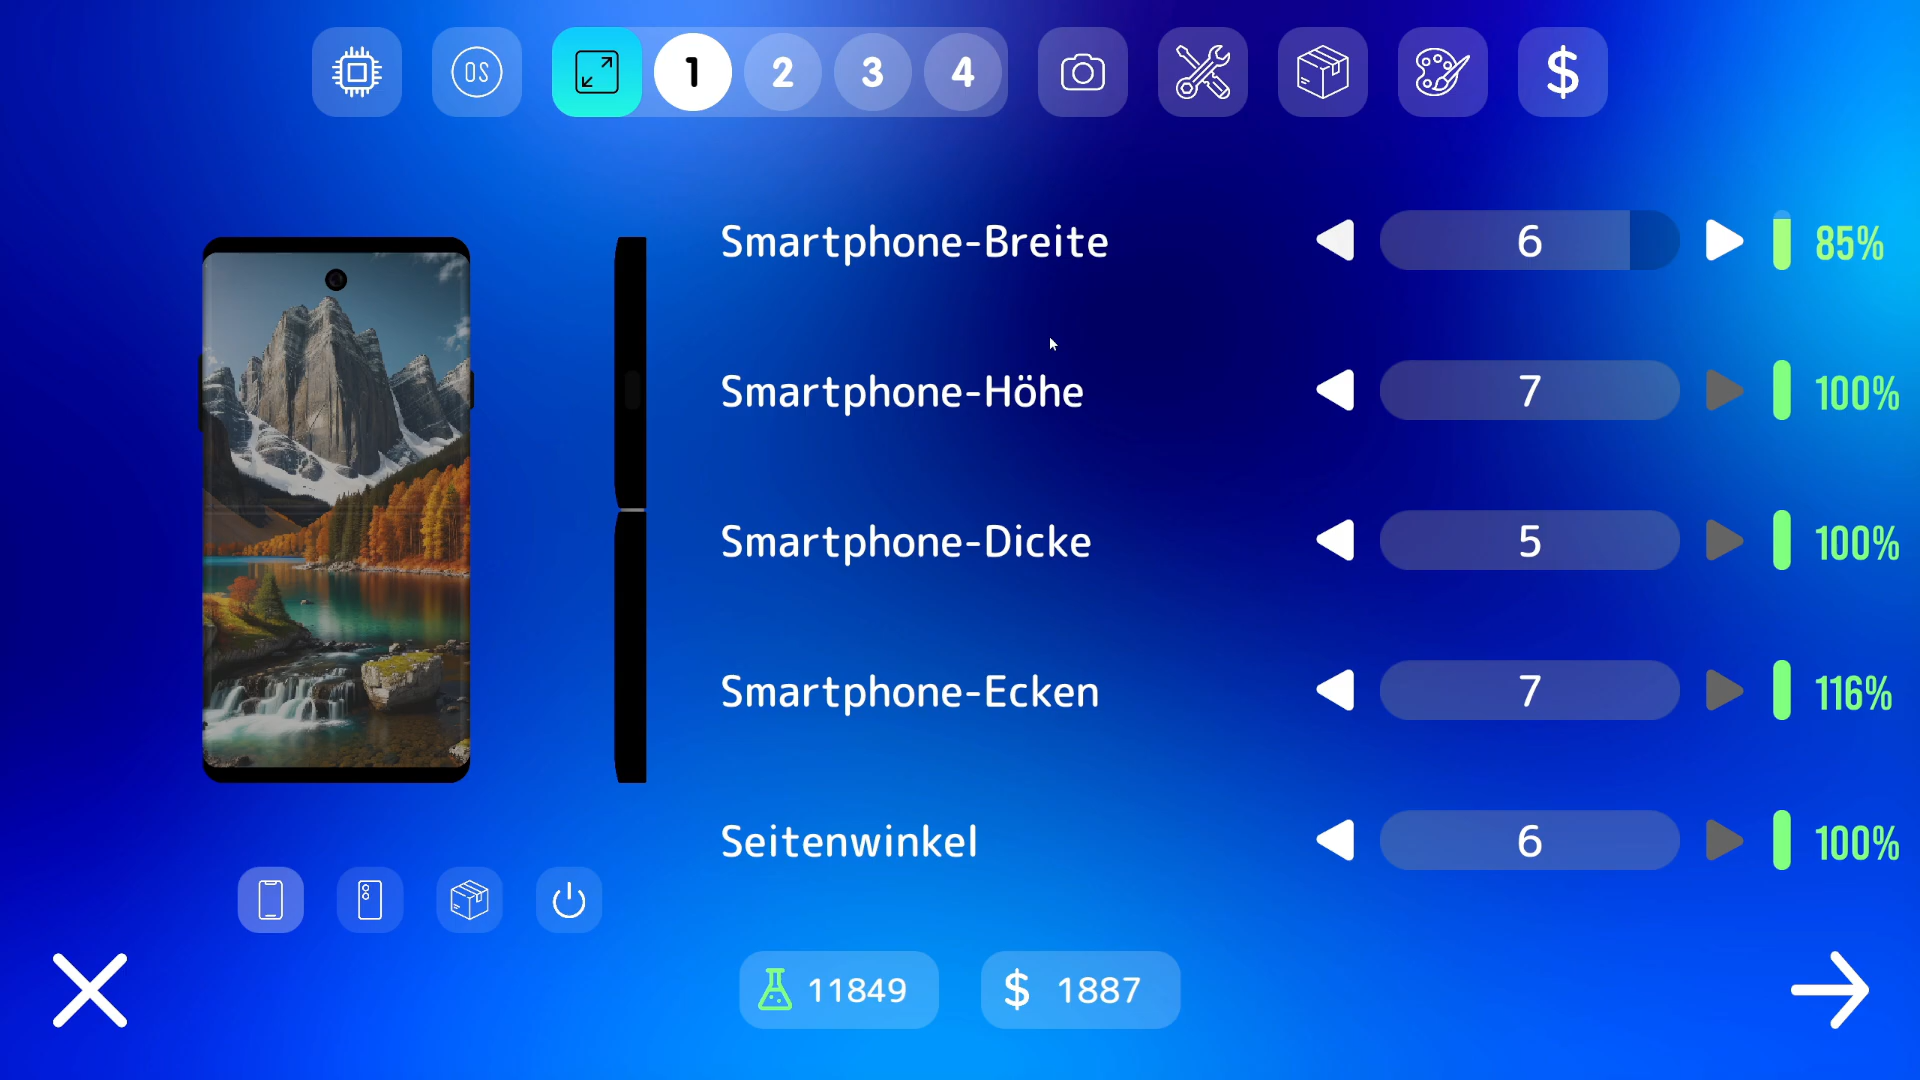 OS
1 2 3 4
$
Smartphone-Breite 6 85%
Smartphone-Höhe 7 100%
Smartphone-Dicke 5 100%
Smartphone-Ecken 7 116%
Seitenwinkel 6 100%
11849 $ 1887